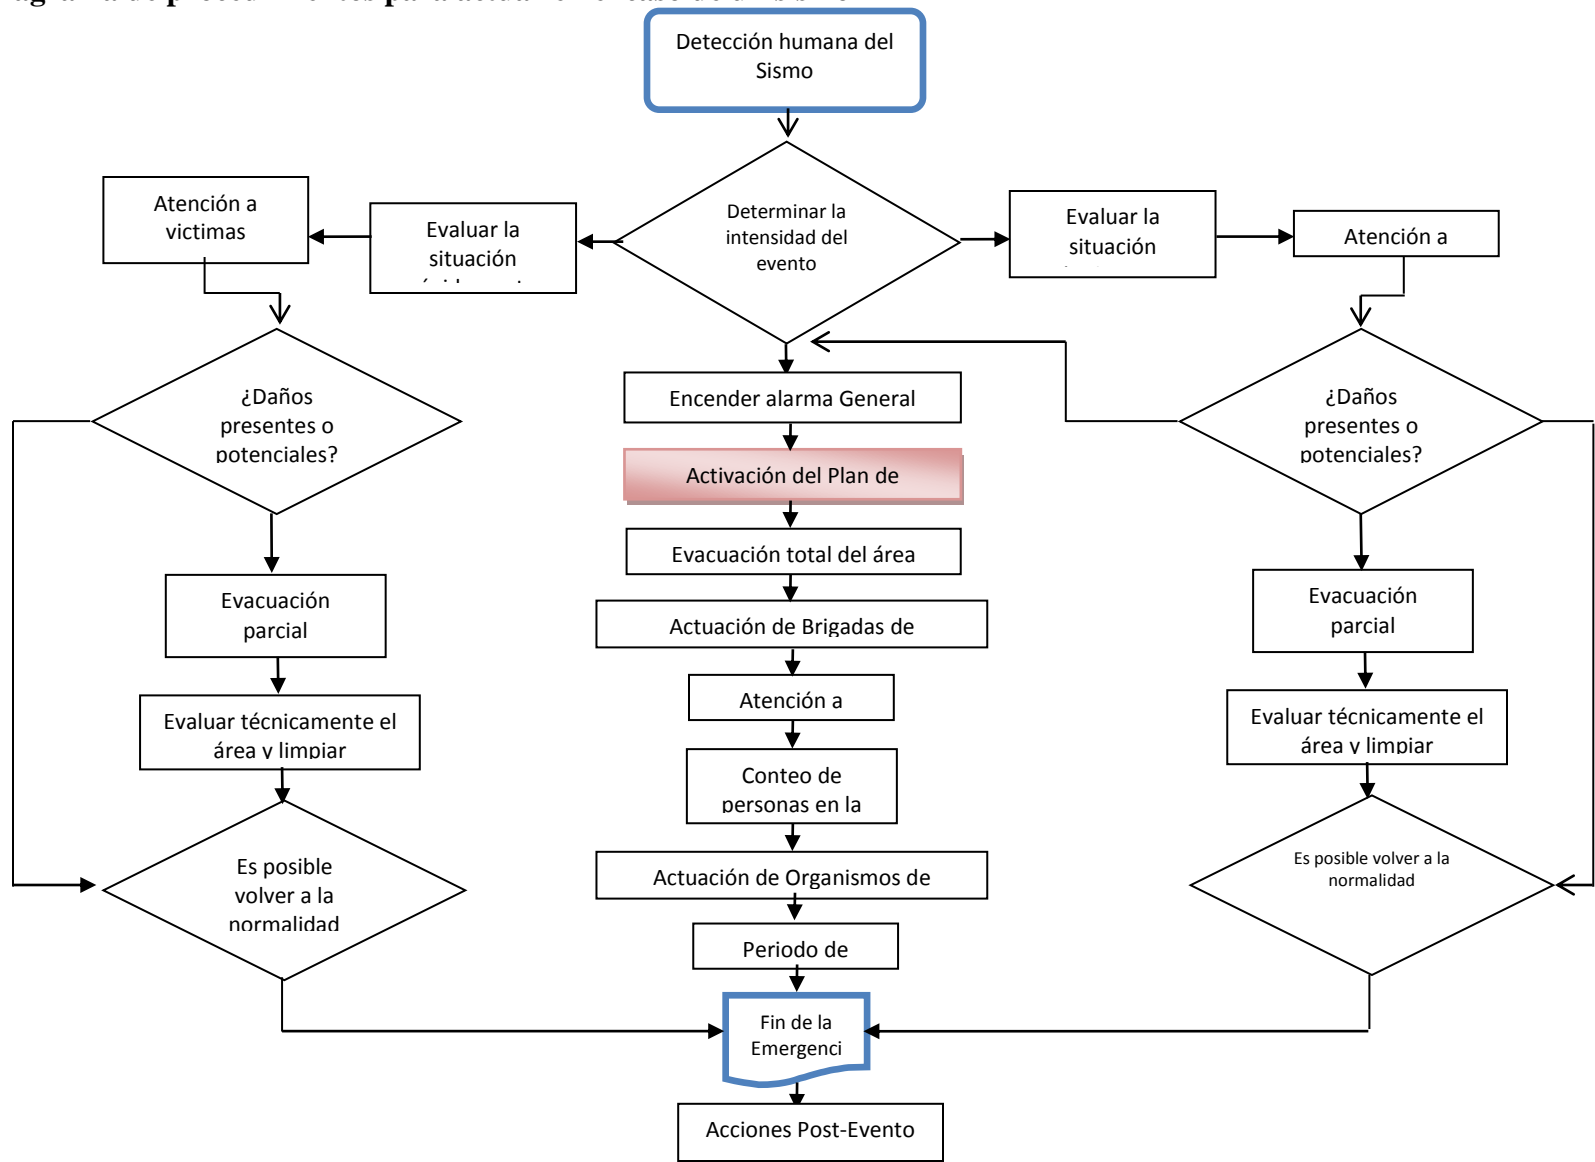 Detección humana del
Sismo
Determinar la
intensidad del
evento
Atención a
victimas
Evaluar la
situación
Evaluar la
situación
Atención a
¿Daños
presentes o
potenciales?
Encender alarma General
¿Daños
presentes o
potenciales?
Activación del Plan de
Evacuación total del área
Evacuación
parcial
Actuación de Brigadas de
Evacuación
parcial
Atención a
Evaluar técnicamente el
área y limpiar
Evaluar técnicamente el
área y limpiar
Conteo de
personas en la
Es posible
volver a la
normalidad
Actuación de Organismos de
Es posible volver a la
normalidad
Periodo de
Fin de la
Emergenci
Acciones Post-Evento